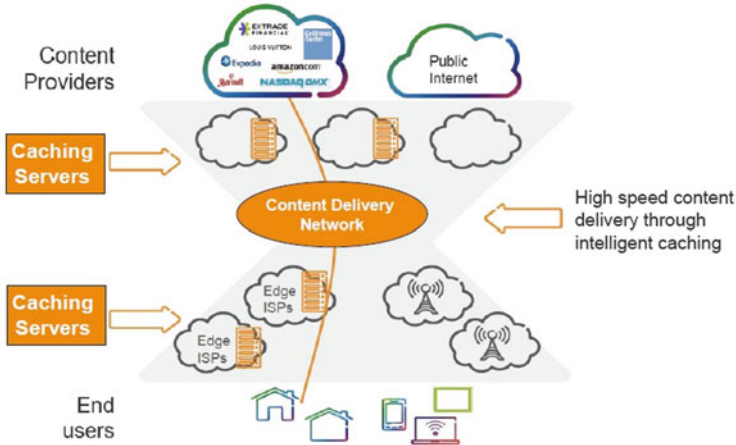 Content
Providers
E*TRADE
FINANCIAL
LOUIS VUITTON
Goldman
Sachs
Expedia
amazon.com
Marriott
NASDAQ OMX
Public
Internet
Caching
Servers
Content Delivery
Network
High speed content
delivery through
intelligent caching
Caching
Servers
Edge
ISPs
Edge
ISPs
End
users